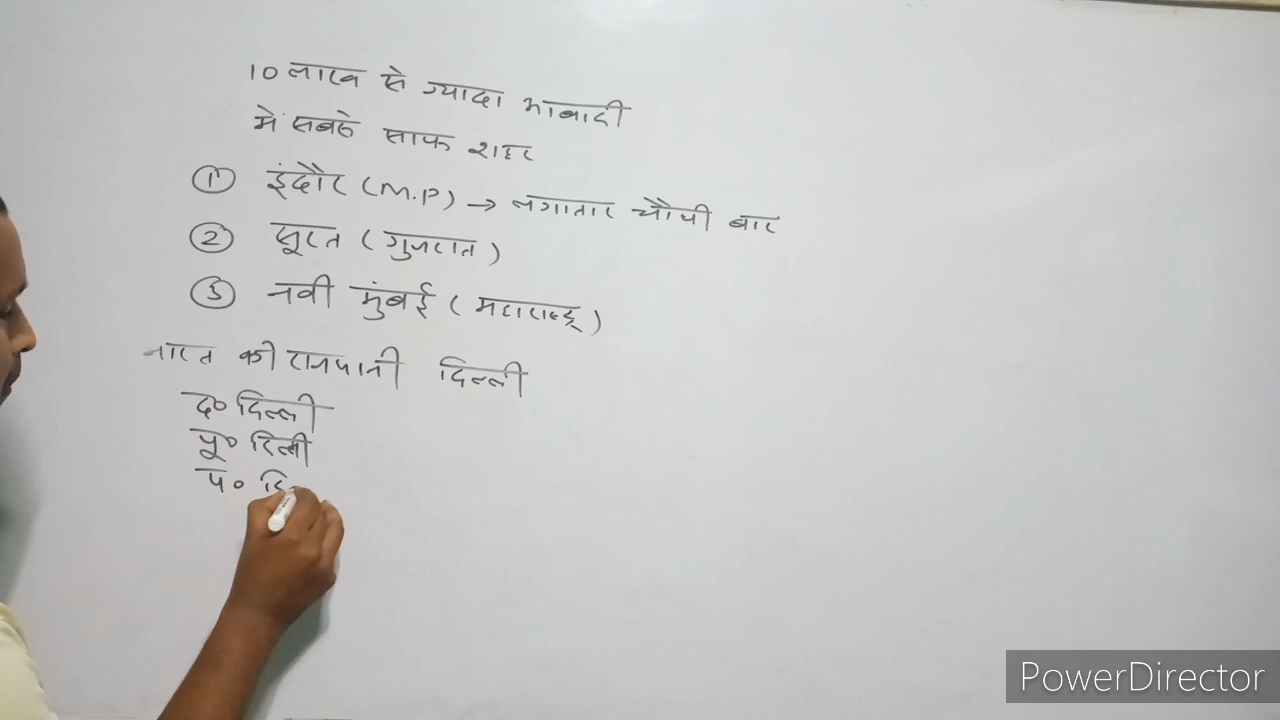 10 लाख से ज्यादा आबादी
में सबसे साफ शहर
① इंदौर (M.P) → लगातार चौथी बार
② सूरत (गुजरात)
③ नवी मुंबई (महाराष्ट्र)
भारत की राजधानी दिल्ली
द० दिल्ली
पू० दिल्ली
प० दि
PowerDirector